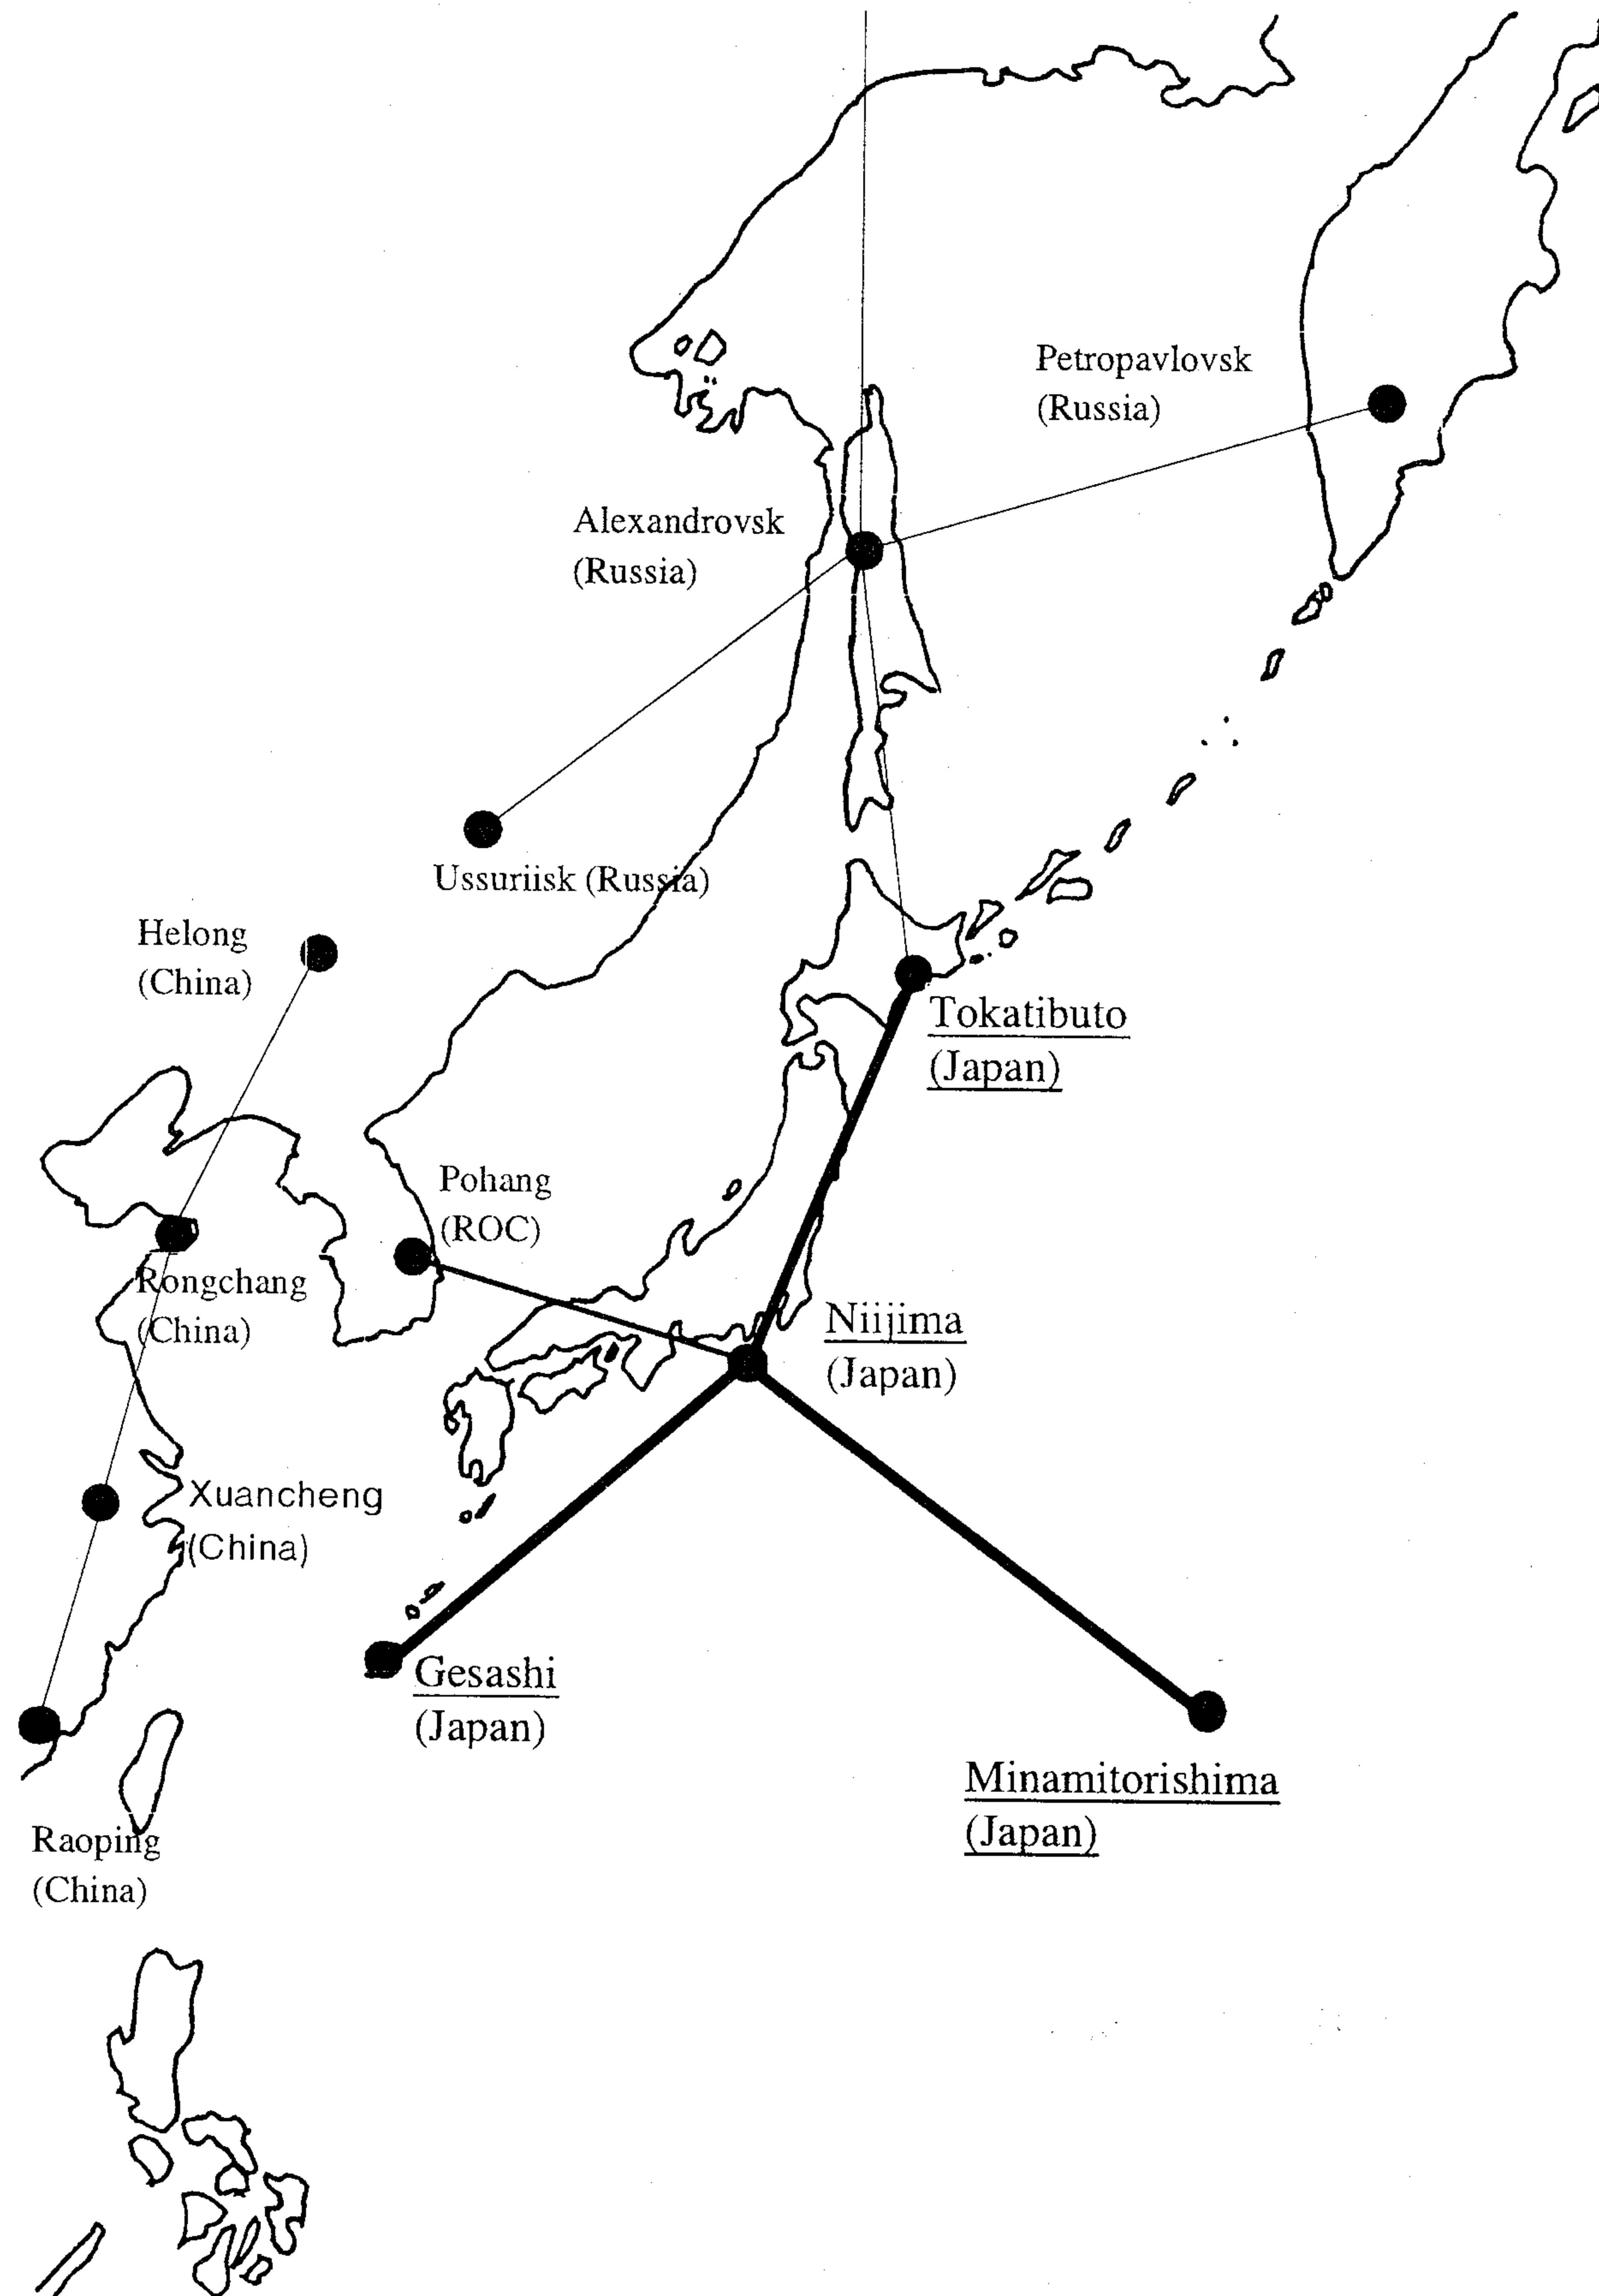 Petropavlovsk
(Russia)
Alexandrovsk
(Russia)
Ussuriisk (Russia)
Helong
(China)
Tokatibuto
(Japan)
Pohang
(ROC)
Rongchang
(China)
Niijima
(Japan)
Xuancheng
(China)
Gesashi
(Japan)
Minamitorishima
(Japan)
Raoping
(China)